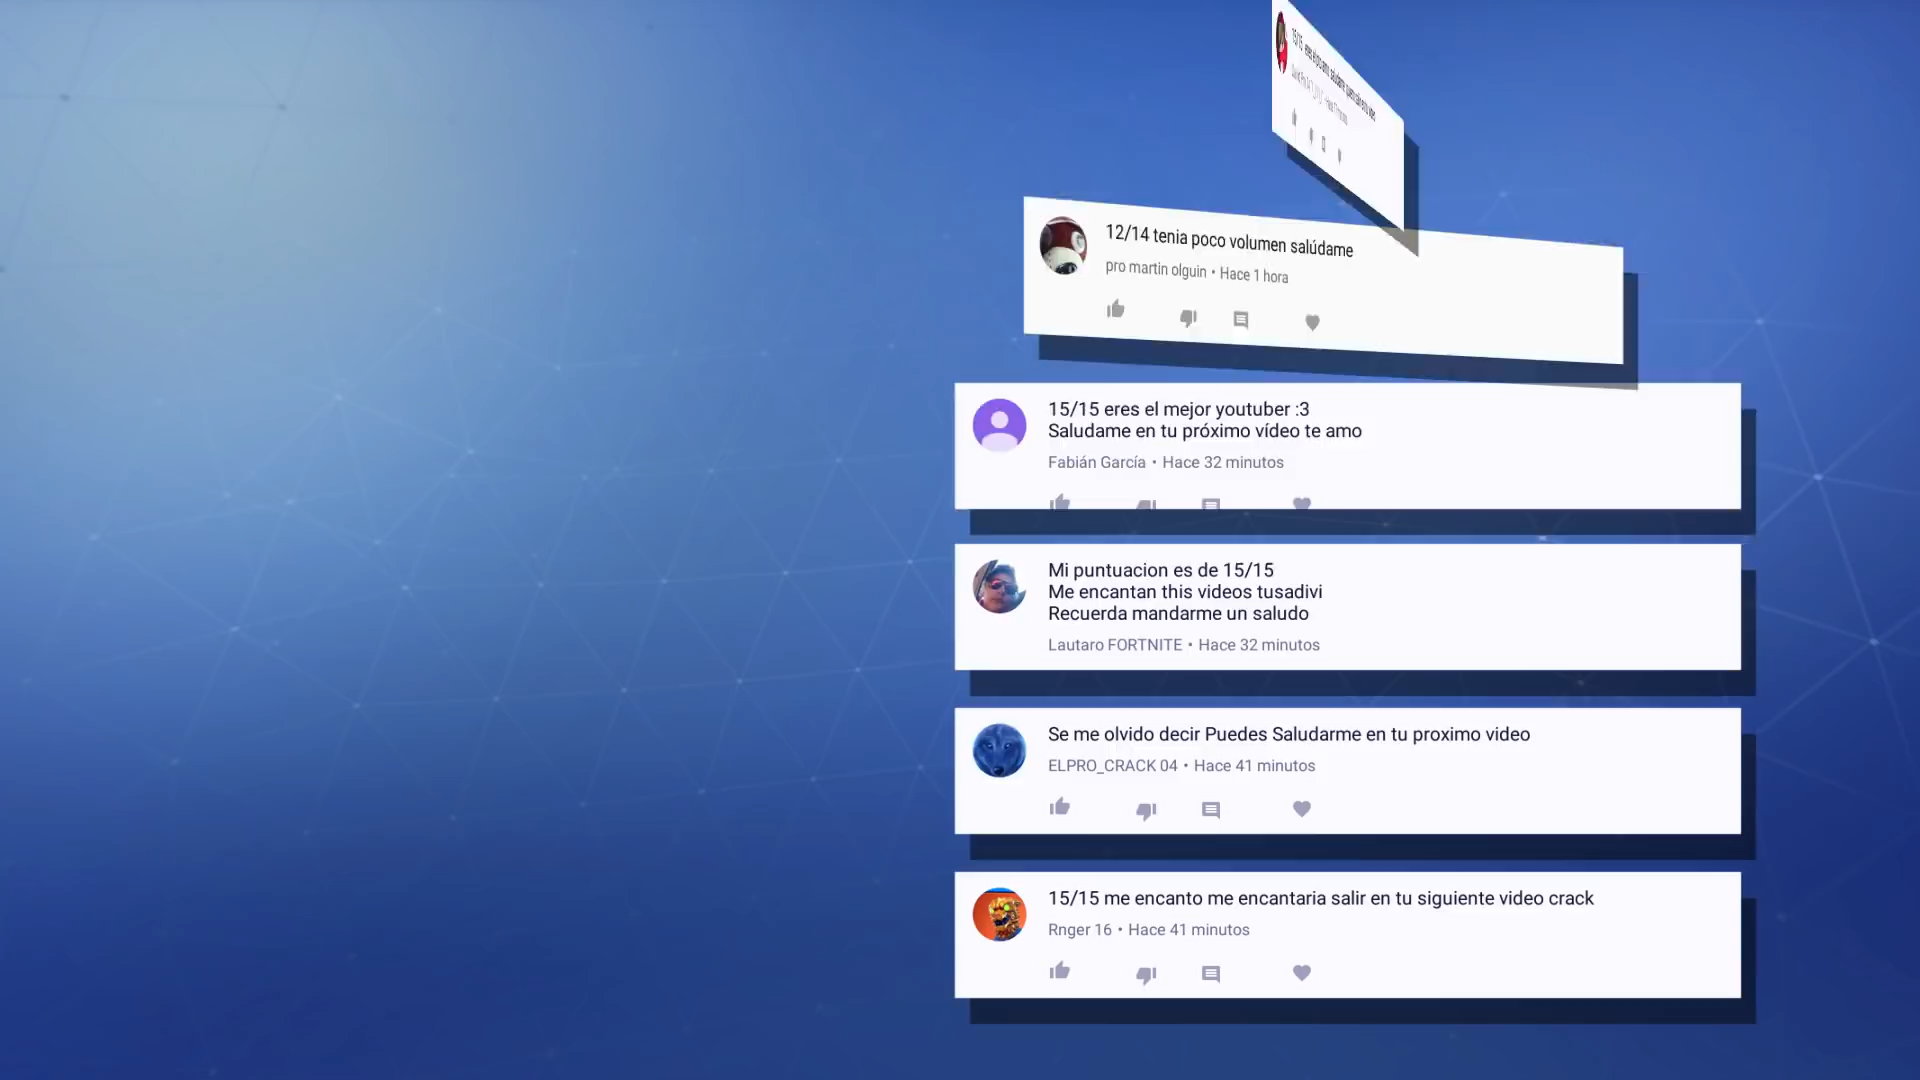 12/14 tenia poco volumen salúdame
pro martin olguin • Hace 1 hora
15/15 eres el mejor youtuber :3
Saludame en tu próximo vídeo te amo
Fabián García • Hace 32 minutos
Mi puntuacion es de 15/15
Me encantan this videos tusadivi
Recuerda mandarme un saludo
Lautaro FORTNITE • Hace 32 minutos
Se me olvido decir Puedes Saludarme en tu proximo video
ELPRO_CRACK 04 • Hace 41 minutos
15/15 me encanto me encantaria salir en tu siguiente video crack
Rnger 16 • Hace 41 minutos